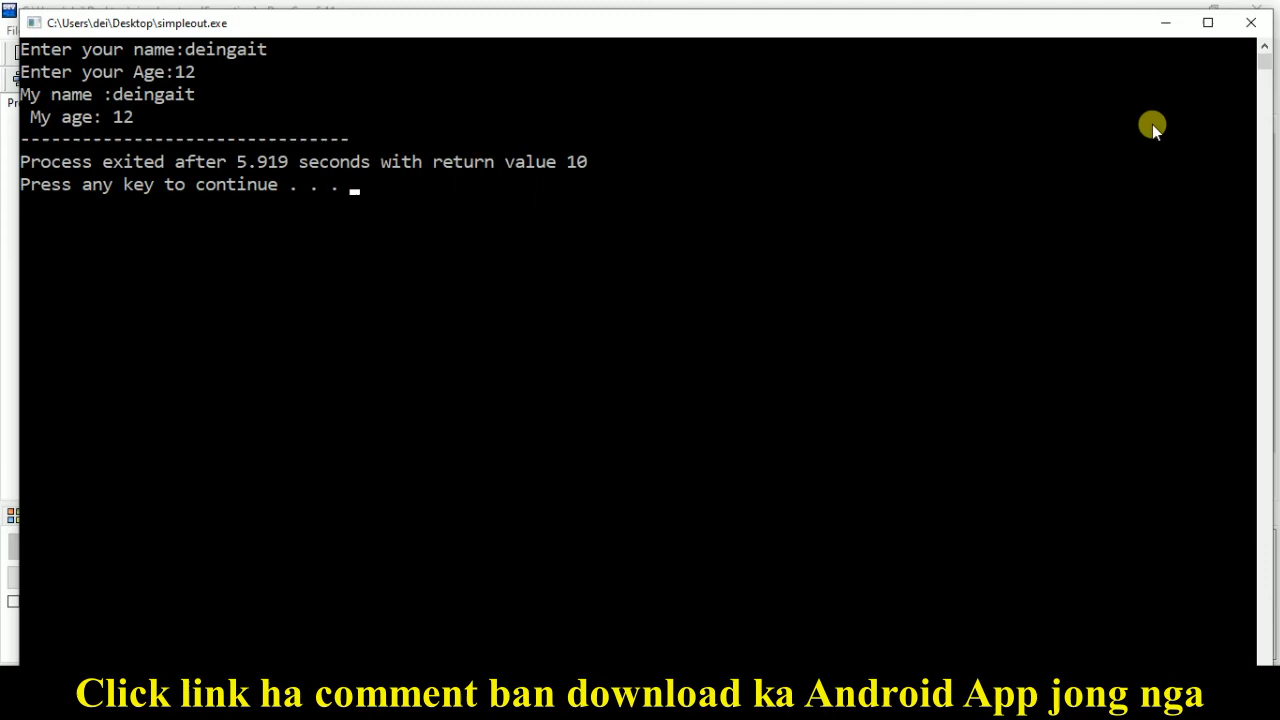 C:\Users\dei\Desktop\simpleout.exe
Enter your name:deingait
Enter your Age:12
My name :deingait
My age: 12
--------------------------------
Process exited after 5.919 seconds with return value 10
Press any key to continue . . .
Click link ha comment ban download ka Android App jong nga